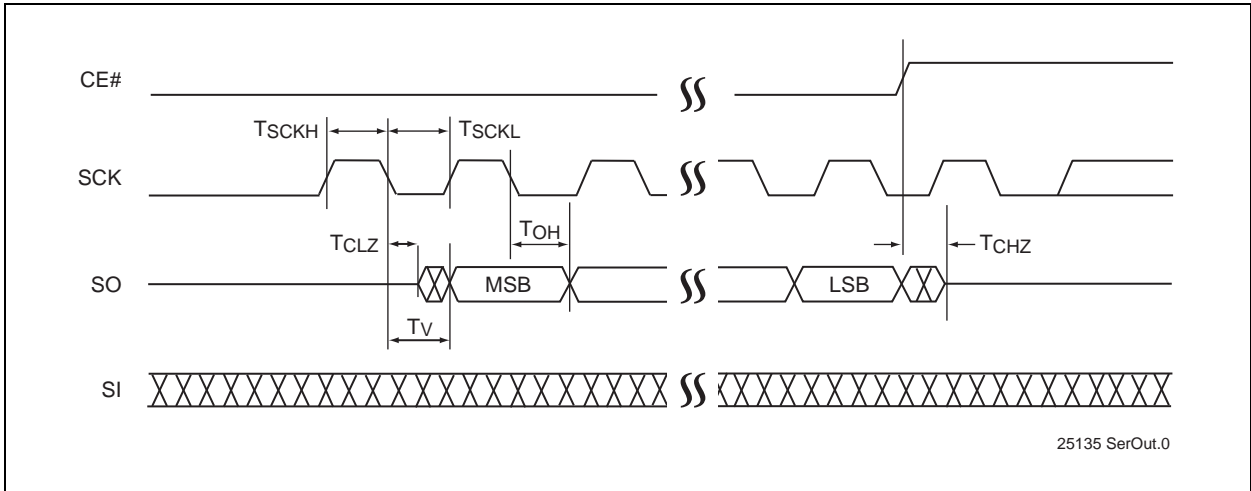 CE#
TSCKH
TSCKL
SCK
TCLZ
TOH
TCHZ
SO
MSB
LSB
TV
SI
25135 SerOut.0